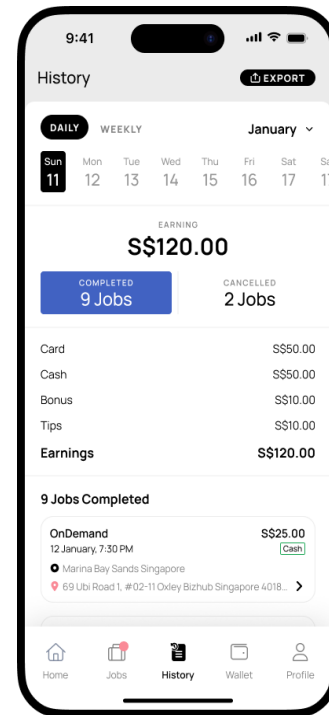 9:41
History
EXPORT
DAILY WEEKLY January
Sun Mon Tue Wed Thu Fri Sat Sa
11 12 13 14 15 16 17 17
EARNING
S$120.00
COMPLETED CANCELLED
9 Jobs 2 Jobs
Card S$50.00
Cash S$50.00
Bonus S$10.00
Tips S$10.00
Earnings S$120.00
9 Jobs Completed
OnDemand S$25.00
12 January, 7:30 PM Cash
Marina Bay Sands Singapore
69 Ubi Road 1, #02-11 Oxley Bizhub Singapore 4018...
Home Jobs History Wallet Profile